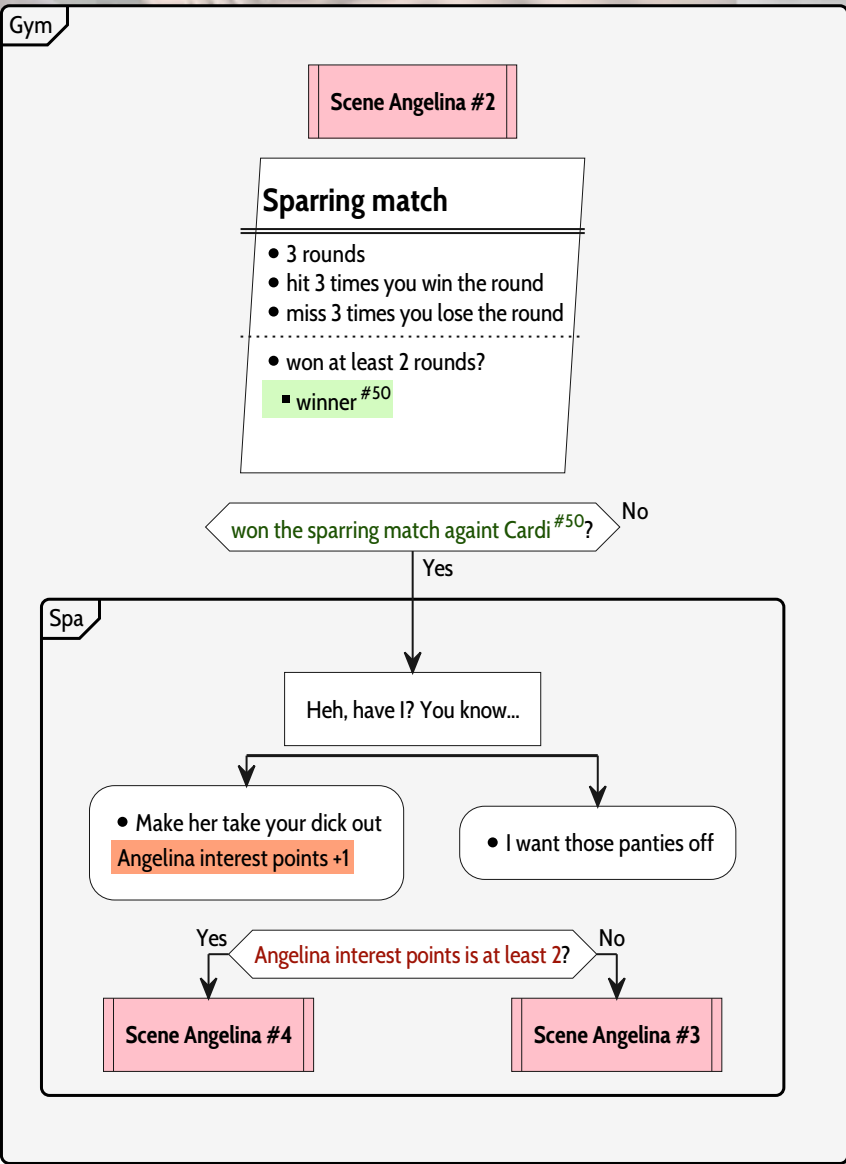 Gym
Scene Angelina #2
Sparring match
● 3 rounds
● hit 3 times you win the round
● miss 3 times you lose the round
● won at least 2 rounds?
■ winner #50
won the sparring match againt Cardi #50?
No
Yes
Spa
Heh, have I? You know...
● Make her take your dick out
Angelina interest points +1
● I want those panties off
Yes
Angelina interest points is at least 2?
No
Scene Angelina #4
Scene Angelina #3